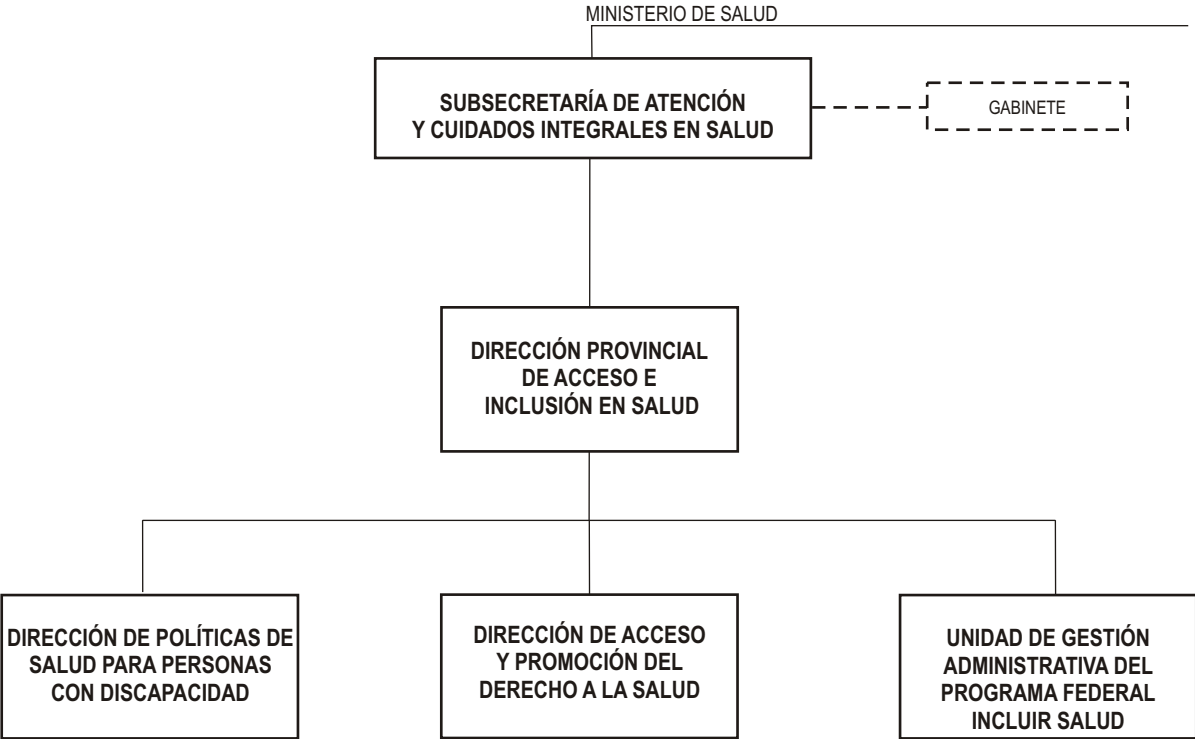 MINISTERIO DE SALUD
SUBSECRETARÍA DE ATENCIÓN
Y CUIDADOS INTEGRALES EN SALUD
GABINETE
DIRECCIÓN PROVINCIAL
DE ACCESO E
INCLUSIÓN EN SALUD
DIRECCIÓN DE POLÍTICAS DE
SALUD PARA PERSONAS
CON DISCAPACIDAD
DIRECCIÓN DE ACCESO
Y PROMOCIÓN DEL
DERECHO A LA SALUD
UNIDAD DE GESTIÓN
ADMINISTRATIVA DEL
PROGRAMA FEDERAL
INCLUIR SALUD